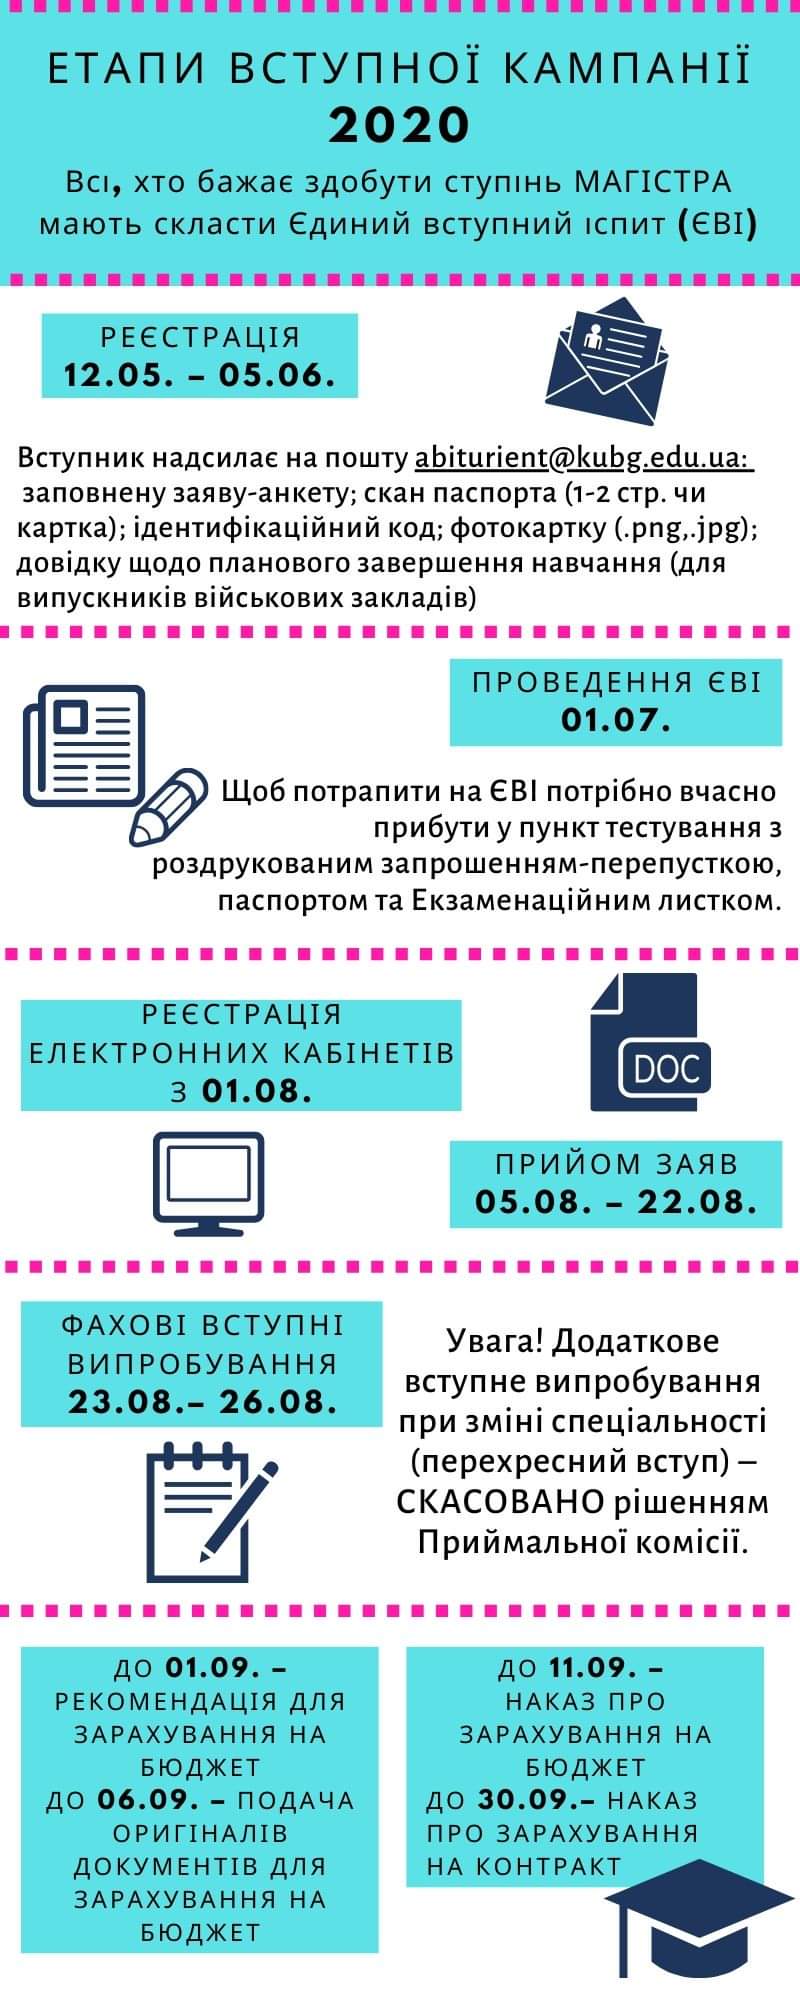 ЕТАПИ ВСТУПНОЇ КАМПАНІЇ
2020
Всі, хто бажає здобути ступінь МАГІСТРА
мають скласти Єдиний вступний іспит (ЄВІ)
РЕЄСТРАЦІЯ
12.05. – 05.06.
Вступник надсилає на пошту abiturient@kubg.edu.ua:
заповнену заяву-анкету; скан паспорта (1-2 стр. чи
картка); ідентифікаційний код; фотокартку (.png,.jpg);
довідку щодо планового завершення навчання (для
випускників військових закладів)
ПРОВЕДЕННЯ ЄВІ
01.07.
Щоб потрапити на ЄВІ потрібно вчасно
прибути у пункт тестування з
роздрукованим запрошенням-перепусткою,
паспортом та Екзаменаційним листком.
РЕЄСТРАЦІЯ
ЕЛЕКТРОННИХ КАБІНЕТІВ
З 01.08.
DOC
ПРИЙОМ ЗАЯВ
05.08. – 22.08.
ФАХОВІ ВСТУПНІ
ВИПРОБУВАННЯ
23.08.– 26.08.
Увага! Додаткове
вступне випробування
при зміні спеціальності
(перехресний вступ) –
СКАСОВАНО рішенням
Приймальної комісії.
ДО 01.09. –
РЕКОМЕНДАЦІЯ ДЛЯ
ЗАРАХУВАННЯ НА
БЮДЖЕТ
ДО 06.09. – ПОДАЧА
ОРИГІНАЛІВ
ДОКУМЕНТІВ ДЛЯ
ЗАРАХУВАННЯ НА
БЮДЖЕТ
ДО 11.09. –
НАКАЗ ПРО
ЗАРАХУВАННЯ НА
БЮДЖЕТ
ДО 30.09.– НАКАЗ
ПРО ЗАРАХУВАННЯ
НА КОНТРАКТ